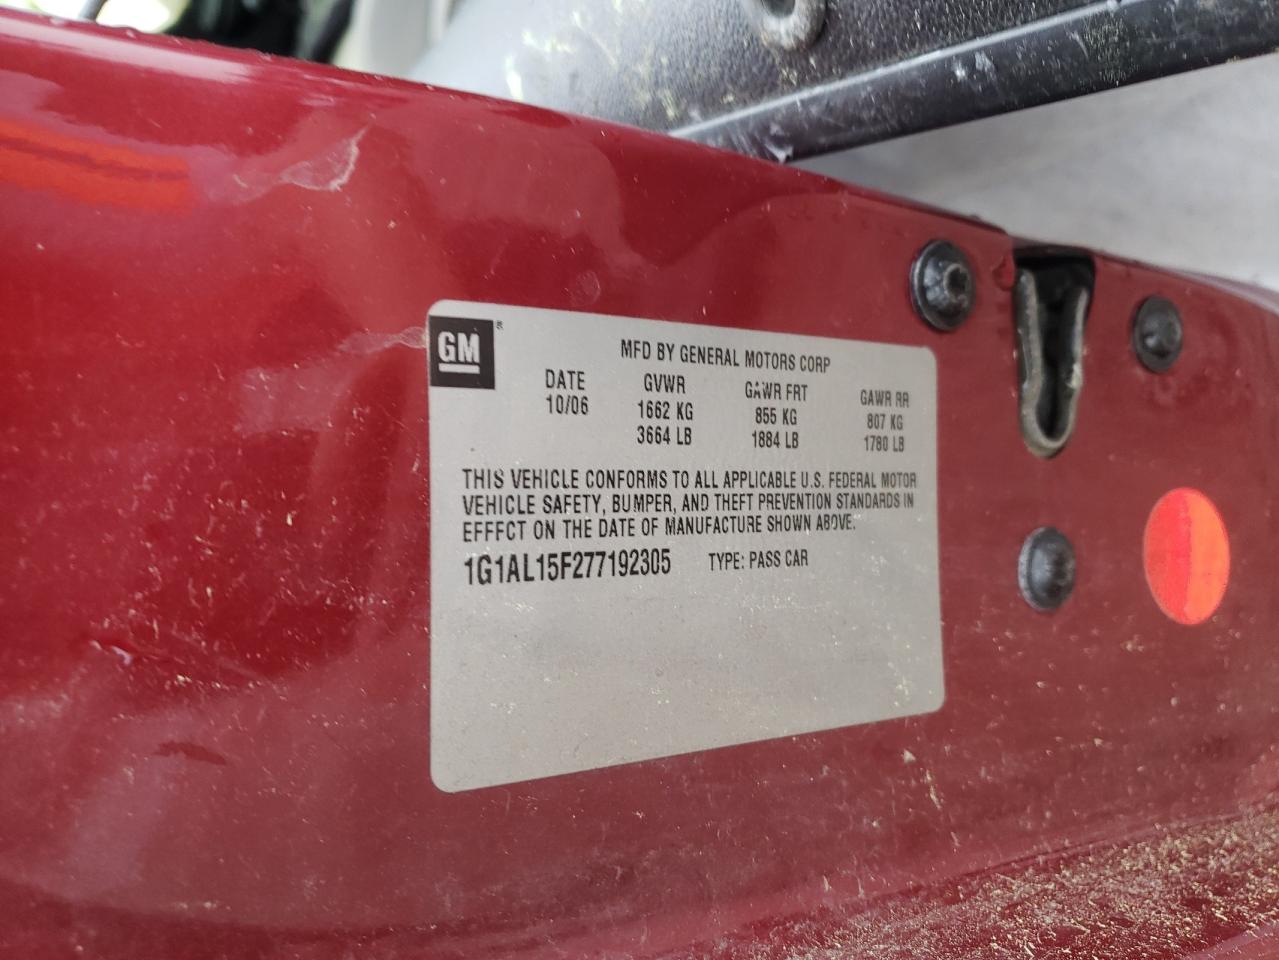 GM
MFD BY GENERAL MOTORS CORP
DATE GVWR GAWR FRT GAWR RR
10/06 1662 KG 855 KG 807 KG
3664 LB 1884 LB 1780 LB
THIS VEHICLE CONFORMS TO ALL APPLICABLE U.S. FEDERAL MOTOR
VEHICLE SAFETY, BUMPER, AND THEFT PREVENTION STANDARDS IN
EFFECT ON THE DATE OF MANUFACTURE SHOWN ABOVE.
1G1AL15F277192305 TYPE: PASS CAR